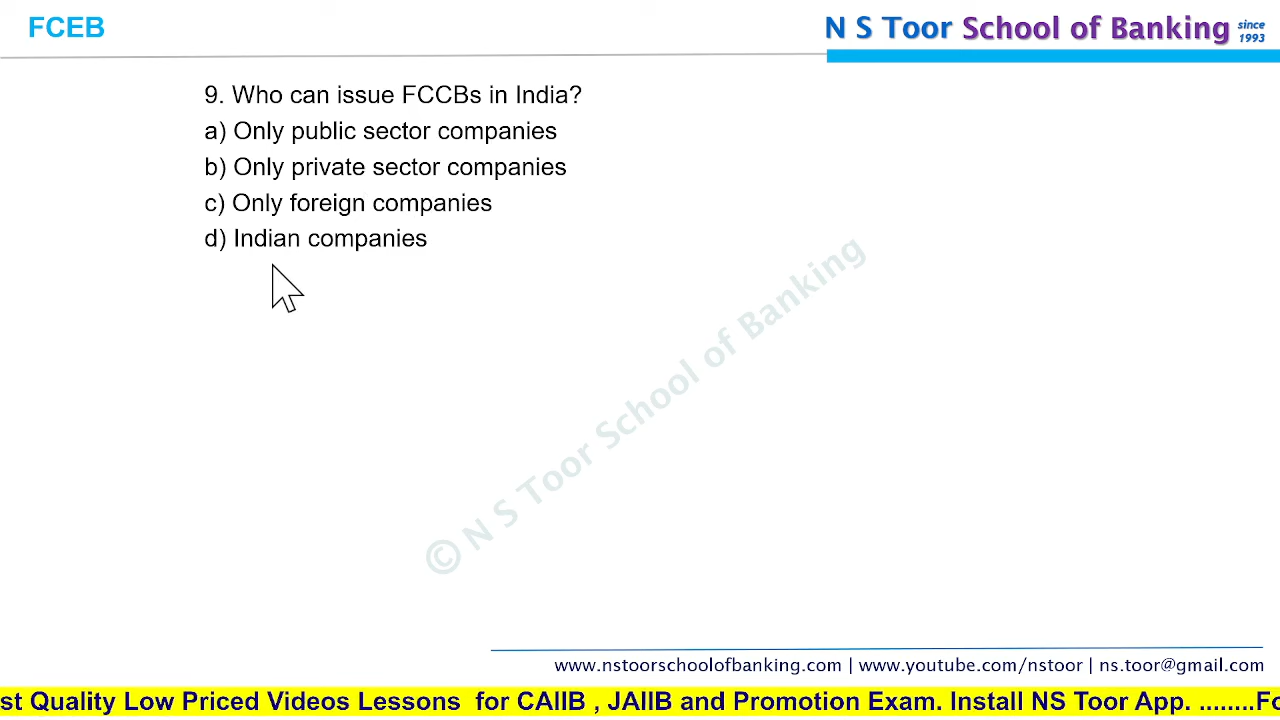 FCEB
N S Toor School of Banking since 1993
9. Who can issue FCCBs in India?
a) Only public sector companies
b) Only private sector companies
c) Only foreign companies
d) Indian companies
© N S Toor School of Banking
www.nstoorschoolofbanking.com | www.youtube.com/nstoor | ns.toor@gmail.com
st Quality Low Priced Videos Lessons for CAIIB , JAIIB and Promotion Exam. Install NS Toor App. ........Fo